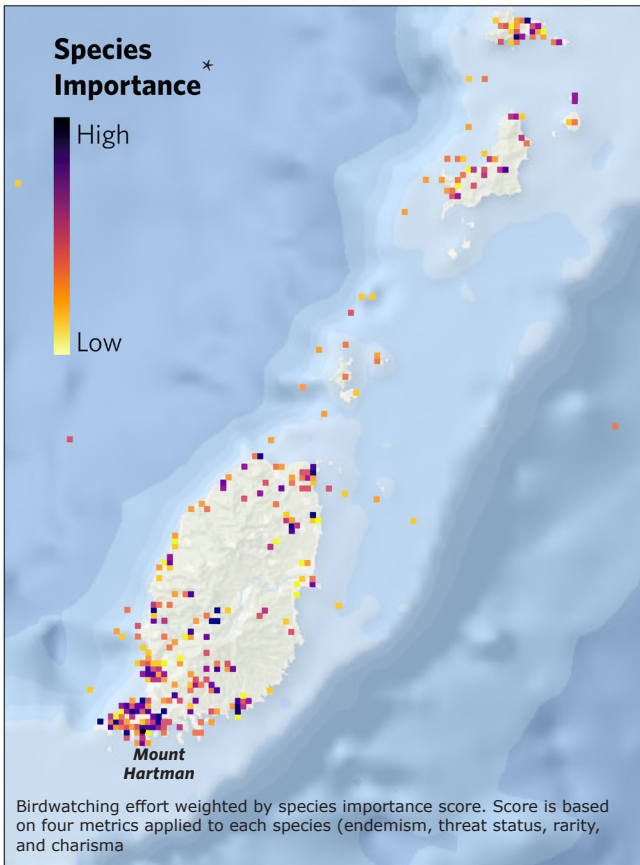 Species
Importance*
High
Low
Mount
Hartman
Birdwatching effort weighted by species importance score. Score is based
on four metrics applied to each species (endemism, threat status, rarity,
and charisma